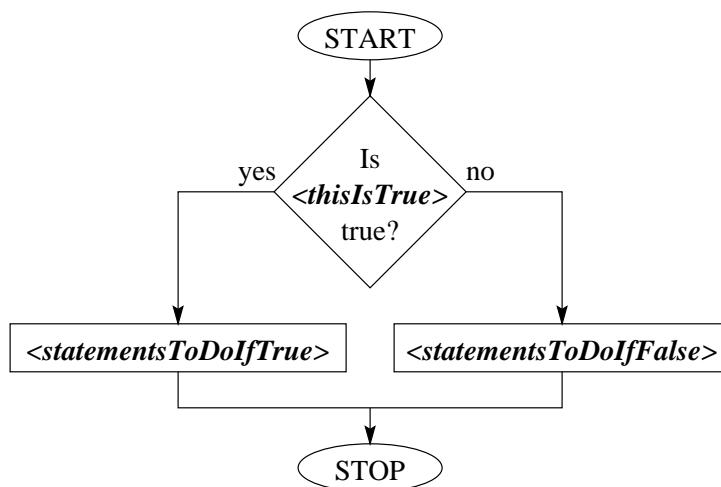 START
Is
yes
<thisIsTrue>
no
true?
<statementsToDoIfTrue>
<statementsToDoIfFalse>
STOP